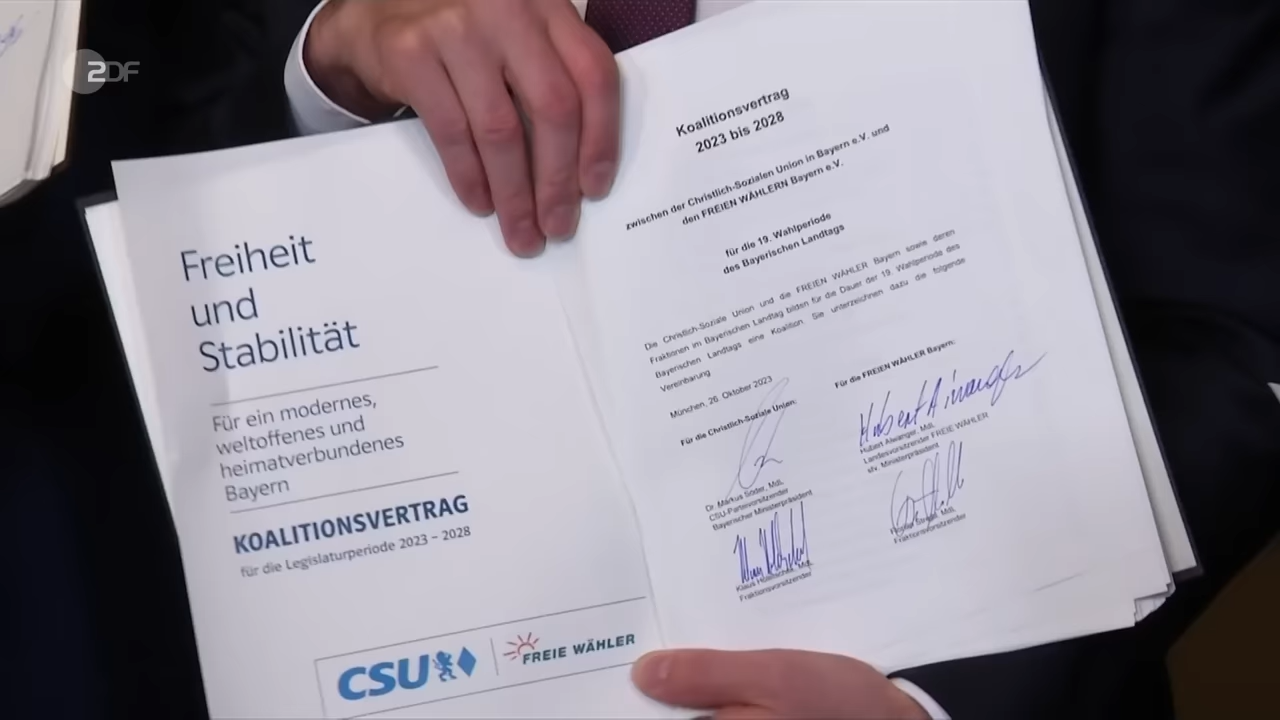 ZDF
Freiheit
und
Stabilität
Für ein modernes,
weltoffenes und
heimatverbundenes
Bayern
KOALITIONSVERTRAG
für die Legislaturperiode 2023 – 2028
CSU
FREIE WÄHLER
Koalitionsvertrag
2023 bis 2028
zwischen der Christlich-Sozialen Union in Bayern e.V. und
den FREIEN WÄHLERN Bayern e.V.
für die 19. Wahlperiode
des Bayerischen Landtags
Die Christlich-Soziale Union und die FREIEN WÄHLER Bayern sowie deren
Fraktionen im Bayerischen Landtag bilden für die Dauer der 19. Wahlperiode des
Bayerischen Landtags eine Koalition. Sie unterzeichnen dazu die folgende
Vereinbarung
München, 26. Oktober 2023
Für die Christlich-Soziale Union:
Dr. Markus Söder, MdL
CSU-Parteivorsitzender
Bayerischer Ministerpräsident
Klaus
Fraktionsvorsitzender
Für die FREIEN WÄHLER Bayern:
Hubert Aiwanger
Hubert Aiwanger, MdL
Landesvorsitzender FREIE WÄHLER
stv. Ministerpräsident
MdL
Fraktionsvorsitzender